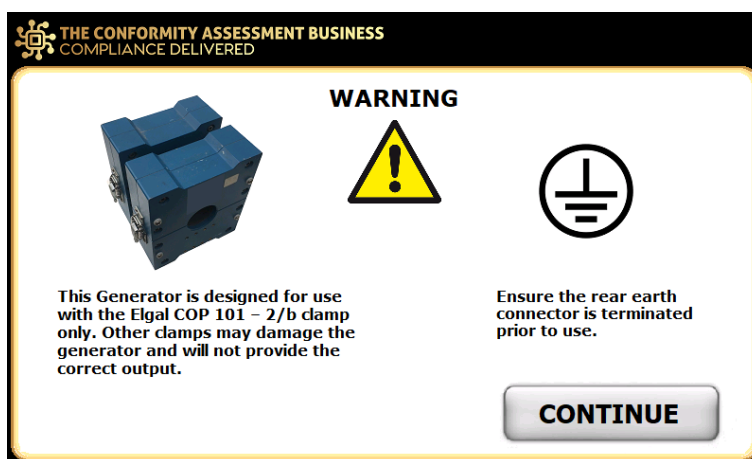 THE CONFORMITY ASSESSMENT BUSINESS
COMPLIANCE DELIVERED
WARNING
This Generator is designed for use
with the Elgal COP 101 – 2/b clamp
only. Other clamps may damage the
generator and will not provide the
correct output.
Ensure the rear earth
connector is terminated
prior to use.
CONTINUE